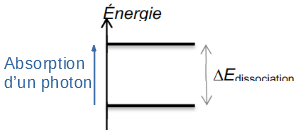 Énergie
Absorption
d’un photon
ΔEdissociation